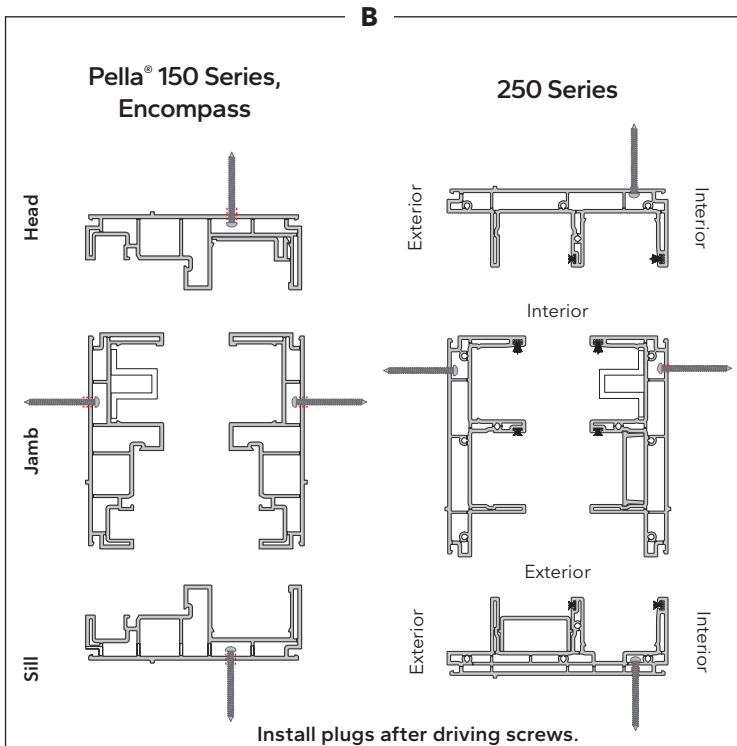 B
Pella® 150 Series,
Encompass
250 Series
Head
Exterior
Interior
Interior
Jamb
Exterior
Sill
Exterior
Interior
Install plugs after driving screws.